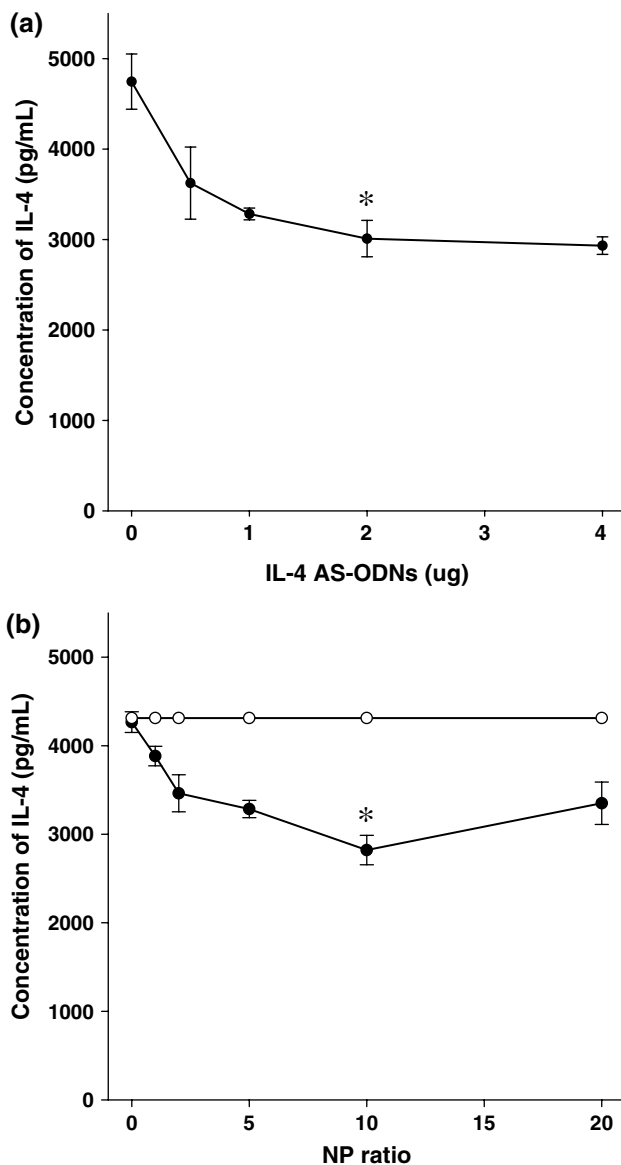 (a)
Concentration of IL-4 (pg/mL)
5000
4000
3000
2000
1000
0
*
0 1 2 3 4
IL-4 AS-ODNs (ug)
(b)
Concentration of IL-4 (pg/mL)
5000
4000
3000
2000
1000
0
*
0 5 10 15 20
NP ratio